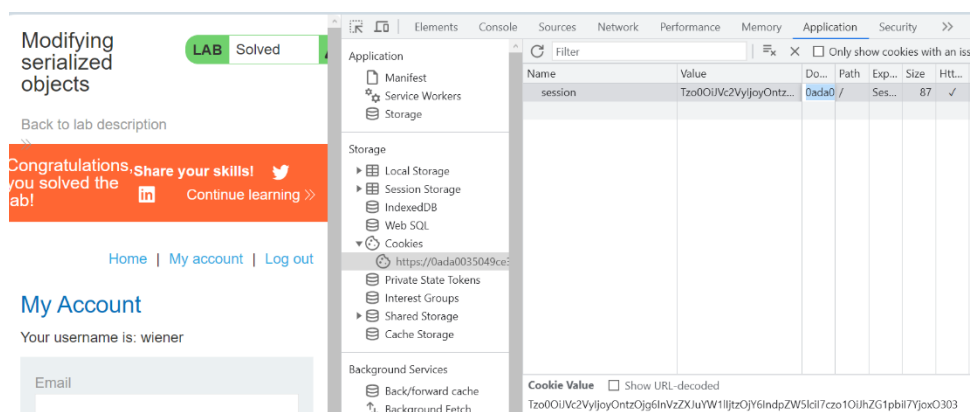 Modifying serialized objects
LAB Solved
Back to lab description
Congratulations, you solved the lab!
Share your skills!
Continue learning
Home | My account | Log out
My Account
Your username is: wiener
Email
Elements Console Sources Network Performance Memory Application Security
Application
Manifest
Service Workers
Storage
Storage
Local Storage
Session Storage
IndexedDB
Web SQL
Cookies
https://0ada0035049ce3
Private State Tokens
Interest Groups
Shared Storage
Cache Storage
Background Services
Back/forward cache
Background Fetch
Filter
Only show cookies with an iss
Name Value Do... Path Exp... Size Htt...
session Tzo0OiJVc2VyIjoyOntz... 0ada0 / Ses... 87 ✓
Cookie Value Show URL-decoded